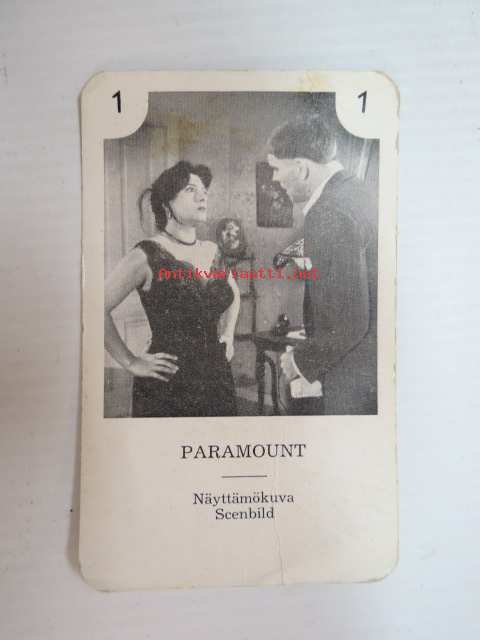 1 1
antikvariaatti.net
PARAMOUNT
Näyttämökuva
Scenbild